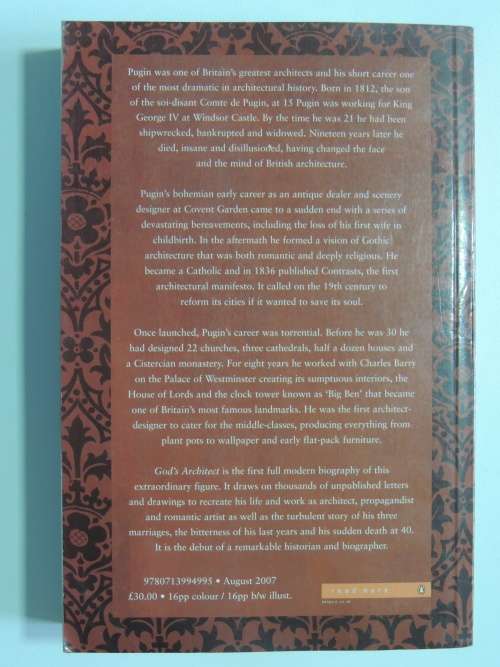 Pugin was one of Britain's greatest architects and his short career one
of the most dramatic in architectural history. Born in 1812, the son
of the soi-disant Comte de Pugin, at 15 Pugin was working for King
George IV at Windsor Castle. By the time he was 21 he had been
shipwrecked, bankrupted and widowed. Nineteen years later he
died, insane and disillusioned, having changed the face
and the mind of British architecture.
Pugin's bohemian early career as an antique dealer and scenery
designer at Covent Garden came to a sudden end with a series of
devastating bereavements, including the loss of his first wife in
childbirth. In the aftermath he formed a vision of Gothic
architecture that was both romantic and deeply religious. He
became a Catholic and in 1836 published Contrasts, the first
architectural manifesto. It called on the 19th century to
reform its cities if it wanted to save its soul.
Once launched, Pugin's career was torrential. Before he was 30 he
had designed 22 churches, three cathedrals, half a dozen houses and
a Cistercian monastery. For eight years he worked with Charles Barry
on the Palace of Westminster creating its sumptuous interiors, the
House of Lords and the clock tower known as 'Big Ben' that became
one of Britain's most famous landmarks. He was the first architect-
designer to cater for the middle-classes, producing everything from
plant pots to wallpaper and early flat-pack furniture.
God's Architect is the first full modern biography of this
extraordinary figure. It draws on thousands of unpublished letters
and drawings to recreate his life and work as architect, propagandist
and romantic artist as well as the turbulent story of his three
marriages, the bitterness of his last years and his sudden death at 40.
It is the debut of a remarkable historian and biographer.
9780713994995 • August 2007
£30.00 • 16pp colour / 16pp b/w illust.
read more